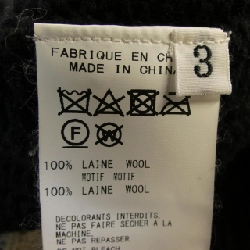 FABRIQUE EN
MADE IN CHINA
3
F W
100% LAINE WOOL
MOTIF MOTIF
100% LAINE WOOL
DECOLORANTS INTERDITS.
NE PAS FAIRE SECHER A LA
MACHINE.
NE PAS REPASSER.